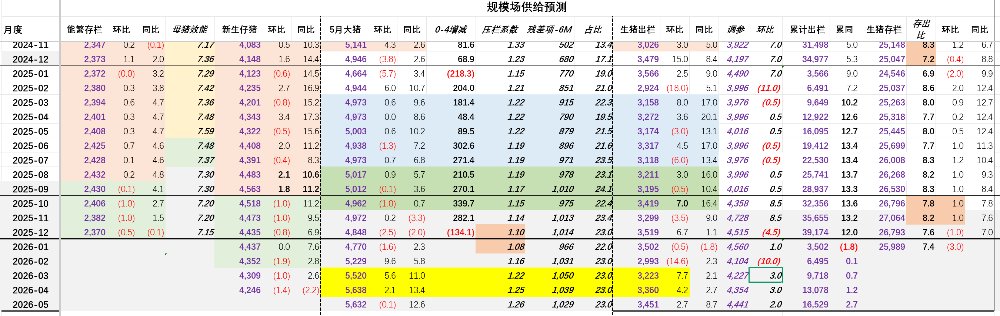 规模场供给预测
月度 能繁存栏 环比 同比 母猪效能 新生仔猪 环比 同比 5月大猪 环比 同比 0-4增减 压栏系数 残差项-6M 占比 生猪出栏 环比 同比 调参 环比 累计出栏 累同 生猪存栏 存出比 环比 同比
2024-11 2,347 0.2 (0.1) 7.17 4,083 0.5 10.3 5,141 4.3 2.6 81.6 1.33 502 13.4 3,026 3.0 5.0 3,922 7.0 31,498 5.0 25,148 8.3 1.2 6.7
2024-12 2,373 1.1 2.0 7.36 4,148 1.6 14.4 4,946 (3.8) 2.6 68.9 1.23 680 17.1 3,479 15.0 8.4 4,197 7.0 34,977 5.3 25,047 7.2 (0.4) 8.8
2025-01 2,372 (0.0) 3.2 7.29 4,123 (0.6) 14.5 4,664 (5.7) 3.4 (218.3) 1.15 770 19.0 3,566 2.5 9.0 4,490 7.0 3,566 9.0 24,546 6.9 (2.0) 9.9
2025-02 2,380 0.3 3.8 7.42 4,235 2.7 16.9 4,944 6.0 10.7 204.0 1.21 851 21.0 2,924 (18.0) 5.1 3,996 (11.0) 6,491 7.2 25,037 8.6 2.0 12.4
2025-03 2,394 0.6 4.7 7.36 4,201 (0.8) 15.2 4,973 0.6 9.6 181.4 1.22 915 22.3 3,158 8.0 17.0 3,976 (0.5) 9,649 10.2 25,263 8.0 0.9 12.7
2025-04 2,401 0.3 4.7 7.48 4,343 3.4 17.3 4,973 0.0 8.6 48.4 1.22 790 19.5 3,272 3.6 20.1 3,996 0.5 12,922 12.6 25,318 7.7 0.2 12.4
2025-05 2,408 0.3 4.7 7.59 4,322 (0.5) 15.6 5,003 0.6 10.2 89.5 1.22 879 21.5 3,174 (3.0) 13.1 4,016 0.5 16,095 12.7 25,445 8.0 0.5 12.4
2025-06 2,425 0.7 4.6 7.48 4,408 2.0 11.2 4,938 (1.3) 7.2 302.6 1.19 896 21.6 3,317 4.5 17.0 3,996 (0.5) 19,412 13.4 25,699 7.7 1.0 11.3
2025-07 2,428 0.1 4.6 7.37 4,391 (0.4) 8.3 4,973 0.7 6.8 271.4 1.19 971 23.5 3,118 (6.0) 13.4 3,976 (0.5) 22,530 13.4 26,008 8.3 1.2 10.4
2025-08 2,432 0.2 4.8 7.30 4,483 2.1 10.6 5,017 0.9 5.7 210.5 1.19 978 23.1 3,211 3.0 16.0 3,996 0.5 25,741 13.7 26,268 8.2 1.0 9.3
2025-09 2,430 (0.1) 4.1 7.30 4,563 1.8 11.2 5,012 (0.1) 3.6 270.1 1.17 1,010 24.1 3,195 (0.5) 10.4 4,016 0.5 28,937 13.3 26,530 8.3 1.0 8.4
2025-10 2,406 (1.0) 2.7 7.20 4,518 (1.0) 11.2 4,962 (1.0) 0.7 339.7 1.15 975 22.4 3,419 7.0 16.4 4,358 8.5 32,356 13.6 26,796 7.8 1.0 7.8
2025-11 2,382 (1.0) 1.5 7.20 4,473 (1.0) 9.5 4,972 0.2 (3.3) 282.1 1.14 1,013 23.4 3,299 (3.5) 9.0 4,728 8.5 35,655 13.2 27,064 8.2 1.0 7.6
2025-12 2,370 (0.5) (0.1) 7.15 4,435 (0.8) 6.9 4,848 (2.5) (2.0) (134.1) 1.10 1,014 23.0 3,519 6.7 1.1 4,515 (4.5) 39,174 12.0 26,793 7.6 (1.0) 7.0
2026-01 4,437 0.0 7.6 4,770 (1.6) 2.3 1.08 966 22.0 3,502 (0.5) (1.8) 4,560 1.0 3,502 (1.8) 25,989 7.4 (3.0)
2026-02 4,352 (1.9) 2.8 5,229 9.6 5.8 1.16 1,031 23.0 2,993 (14.6) 2.3 4,104 (10.0) 6,495 0.1
2026-03 4,309 (1.0) 2.6 5,520 5.6 11.0 1.22 1,050 23.0 3,223 7.7 2.1 4,227 3.0 9,718 0.7
2026-04 4,246 (1.4) (2.2) 5,638 2.1 13.4 1.25 1,039 23.0 3,360 4.2 2.7 4,354 3.0 13,078 1.2
2026-05 5,632 (0.1) 12.6 1.26 1,029 23.0 3,451 2.7 8.7 4,441 2.0 16,529 2.7